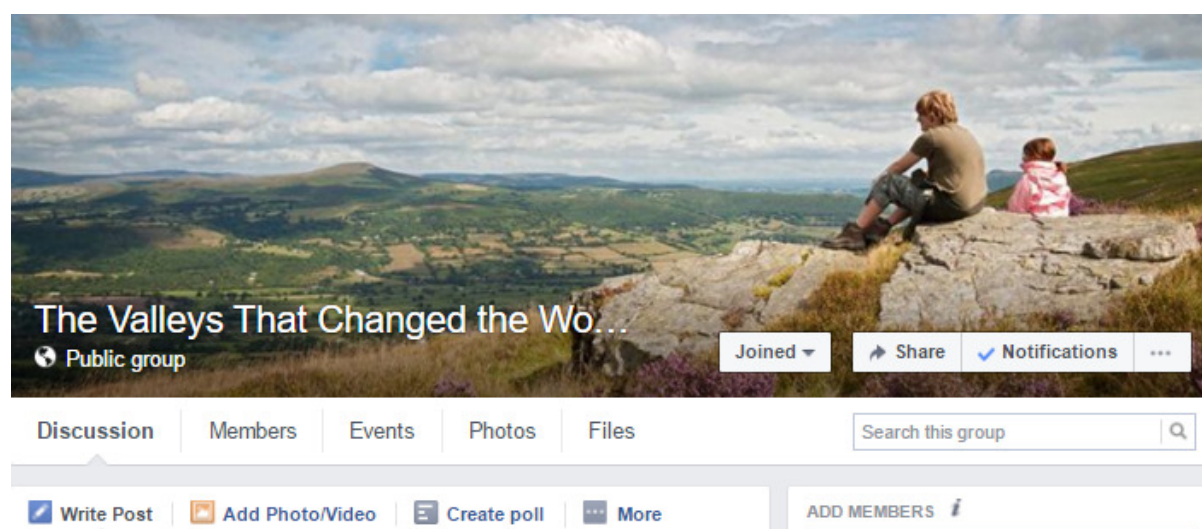 The Valleys That Changed the Wo...
Public group
Joined
Share
Notifications
Discussion
Members
Events
Photos
Files
Search this group
Write Post
Add Photo/Video
Create poll
More
ADD MEMBERS i